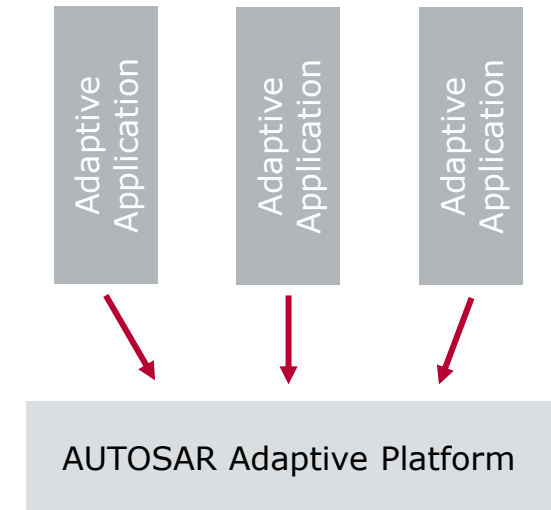 Adaptive
Application
Adaptive
Application
Adaptive
Application
AUTOSAR Adaptive Platform